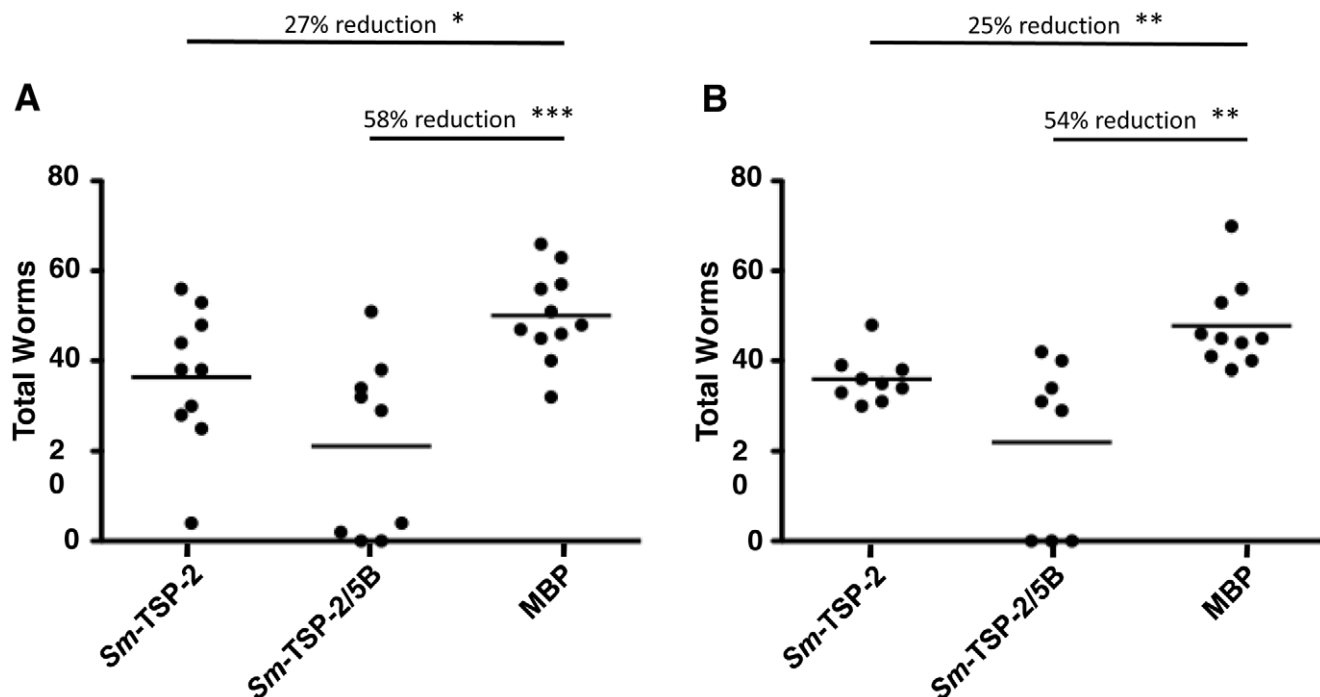 27% reduction *
25% reduction **
A
B
58% reduction ***
54% reduction **
80
60
40
2
0
0
Total Worms
Sm-TSP-2
Sm-TSP-2/5B
MBP
80
60
40
2
0
0
Total Worms
Sm-TSP-2
Sm-TSP-2/5B
MBP